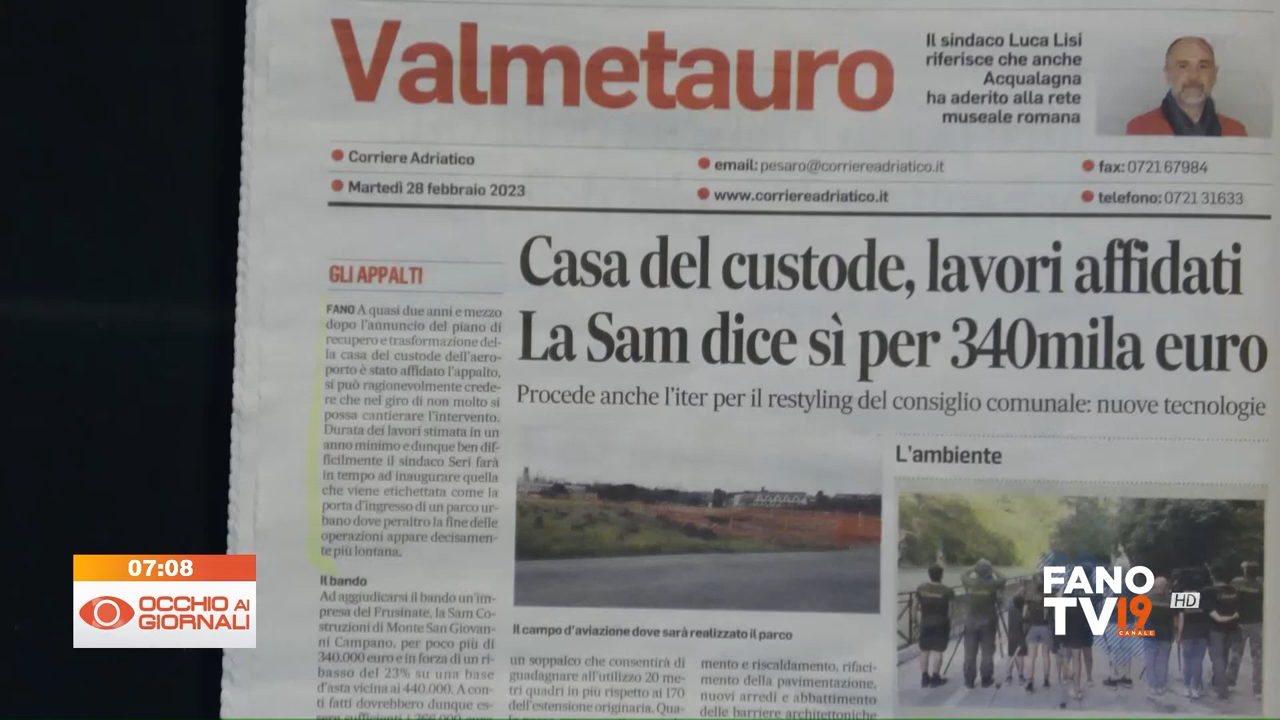 Valmetauro
Il sindaco Luca Lisi
riferisce che anche
Acqualagna
ha aderito alla rete
museale romana
Corriere Adriatico
Martedì 28 febbraio 2023
email: pesaro@corriereadriatico.it
www.corriereadriatico.it
fax: 0721 67984
telefono: 0721 31633
GLI APPALTI
FANO A quasi due anni e mezzo
dopo l'annuncio del piano di
recupero e trasformazione del-
la casa del custode dell'aero-
porto è stato affidato l'appalto,
si può ragionevolmente crede-
re che nel giro di non molto si
possa cantierare l'intervento.
Durata dei lavori stimata in un
anno minimo e dunque ben dif-
ficilmente il sindaco Seri farà
in tempo ad inaugurare quella
che viene etichettata come la
porta d'ingresso di un parco ur-
bano dove peraltro la fine delle
operazioni appare decisamen-
te più lontana.
Il bando
Ad aggiudicarsi il bando un'im-
presa del Frusinate, la Sam Co-
struzioni di Monte San Giovan-
ni Campano, per poco più di
340.000 euro e in forza di un ri-
basso del 23% su una base
d'asta vicina ai 440.000. A con-
ti fatti dovrebbero dunque es-
Casa del custode, lavori affidati
La Sam dice sì per 340mila euro
Procede anche l'iter per il restyling del consiglio comunale: nuove tecnologie
Il campo d'aviazione dove sarà realizzato il parco
un soppalco che consentirà di
guadagnare all'utilizzo 20 me-
tri quadri in più rispetto ai 170
dell'estensione originaria. Qua-
mento e riscaldamento, rifaci-
mento della pavimentazione,
nuovi arredi e abbattimento
delle barriere architettoniche
L'ambiente
07:08
OCCHIO AI
GIORNALI
FANO
TV19
CANALE
HD